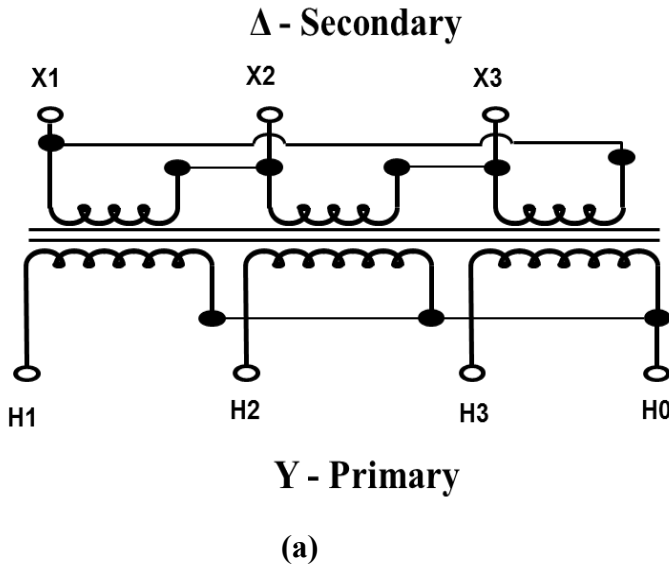 Δ - Secondary
X1 X2 X3
H1 H2 H3 H0
Y - Primary
(a)